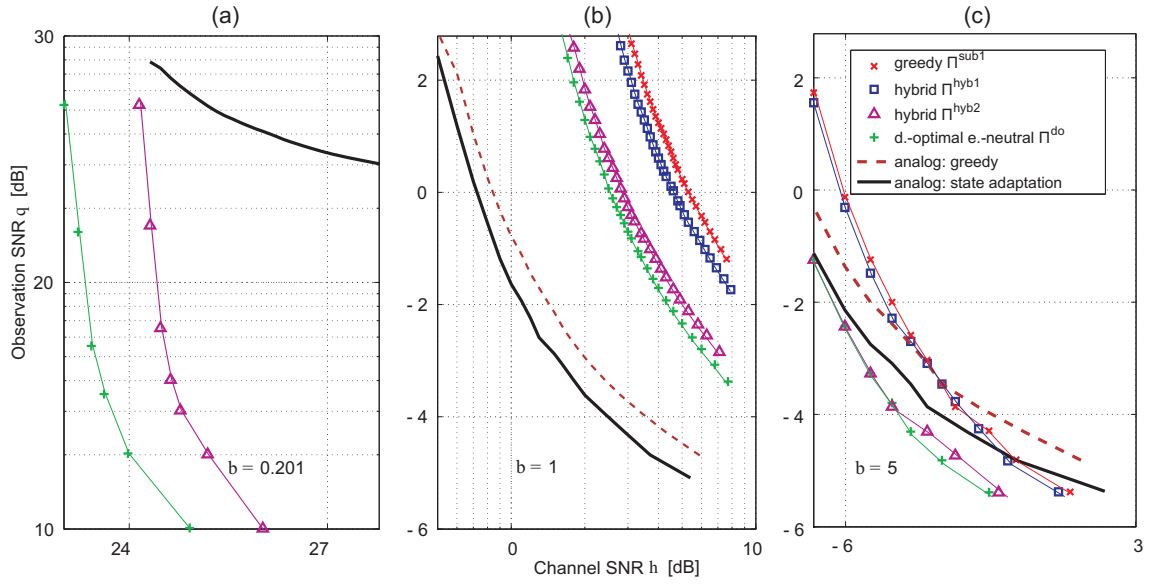 (a)
(b)
(c)
Observation SNR q [dB]
30
20
10
24
27
b = 0.201
2
0
- 2
- 4
- 6
0
10
b = 1
Channel SNR h [dB]
2
0
- 2
- 4
- 6
- 6
3
b = 5
greedy Π^sub1
hybrid Π^hyb1
hybrid Π^hyb2
d.-optimal e.-neutral Π^do
analog: greedy
analog: state adaptation